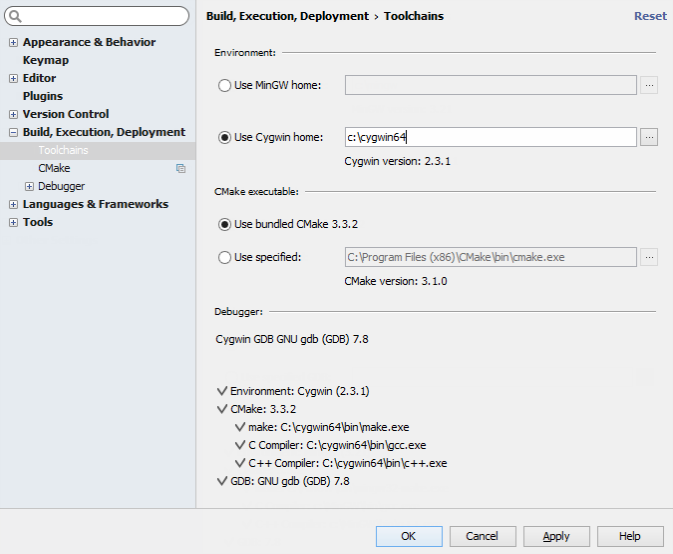 Build, Execution, Deployment › Toolchains
Reset
Appearance & Behavior
Keymap
Editor
Plugins
Version Control
Build, Execution, Deployment
Toolchains
CMake
Debugger
Languages & Frameworks
Tools
Environment:
Use MinGW home:
...
Use Cygwin home: c:\cygwin64
...
Cygwin version: 2.3.1
CMake executable:
Use bundled CMake 3.3.2
Use specified: C:\Program Files (x86)\CMake\bin\cmake.exe
...
CMake version: 3.1.0
Debugger:
Cygwin GDB GNU gdb (GDB) 7.8
Environment: Cygwin (2.3.1)
CMake: 3.3.2
make: C:\cygwin64\bin\make.exe
C Compiler: C:\cygwin64\bin\gcc.exe
C++ Compiler: C:\cygwin64\bin\c++.exe
GDB: GNU gdb (GDB) 7.8
OK
Cancel
Apply
Help